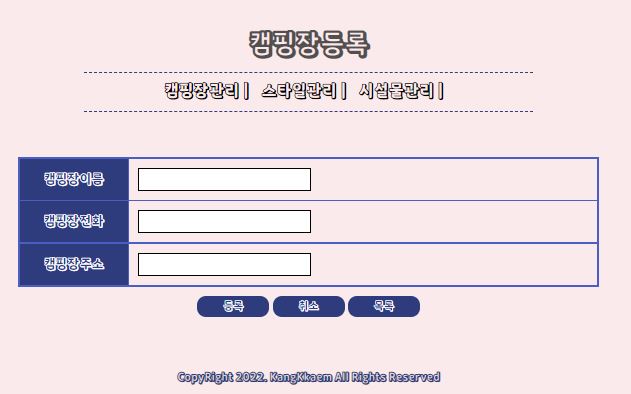 캠핑장등록
캠핑장관리 | 스타일관리 | 시설물관리 |
캠핑장이름
캠핑장전화
캠핑장주소
등록 취소 목록
CopyRight 2022. KangKkaem All Rights Reserved